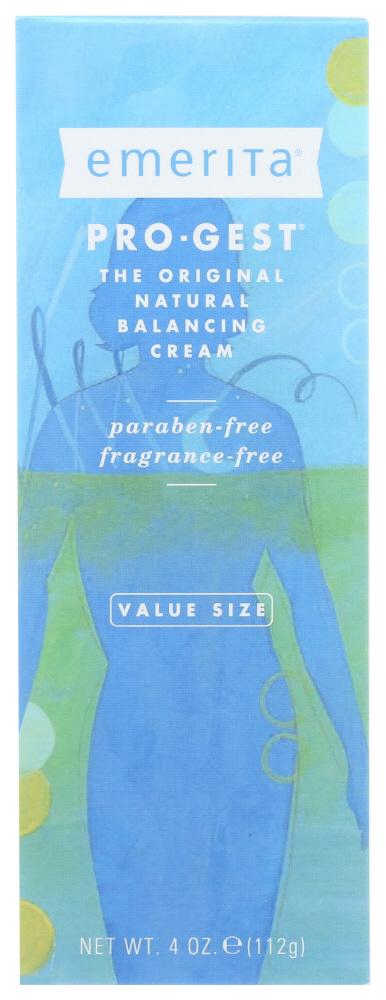 emerita®
PRO-GEST®
THE ORIGINAL
NATURAL
BALANCING
CREAM
paraben-free
fragrance-free
VALUE SIZE
NET WT. 4 OZ. ℮ (112g)